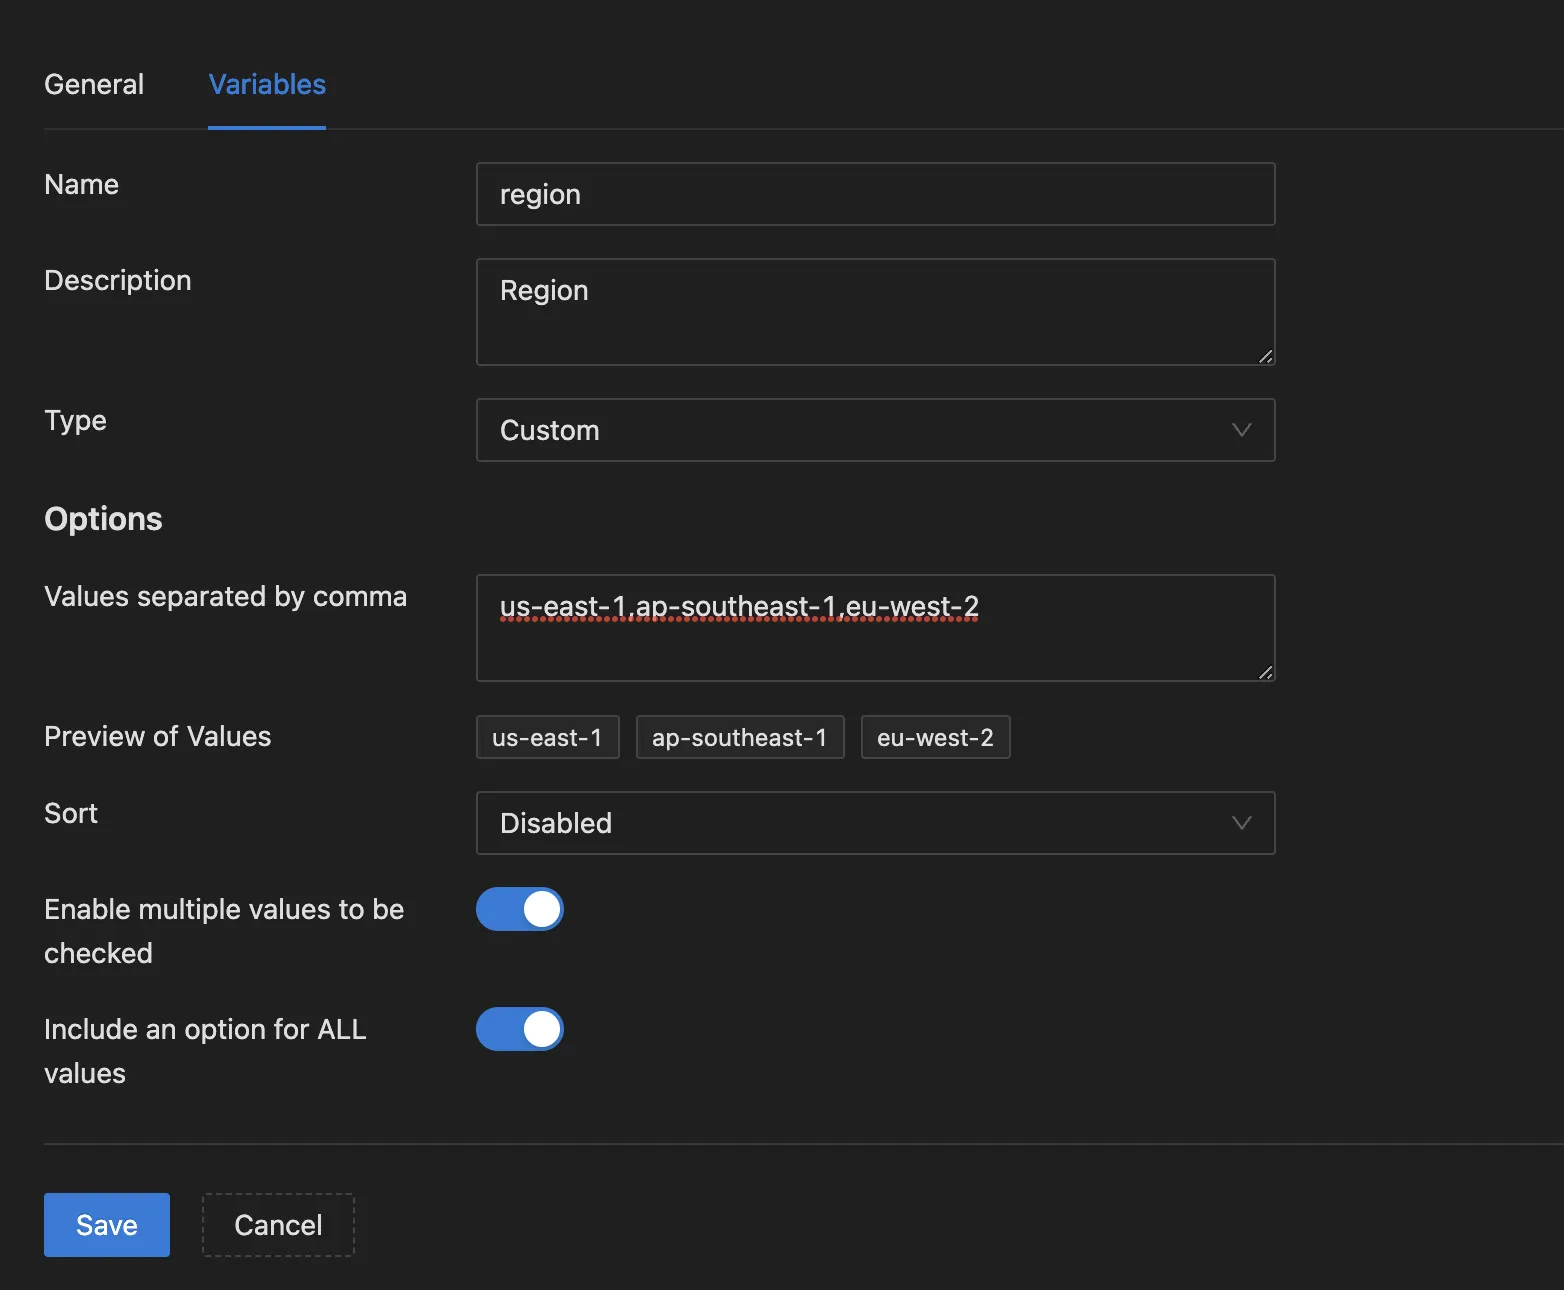 General Variables
Name
region
Description
Region
Type
Custom
Options
Values separated by comma
us-east-1,ap-southeast-1,eu-west-2
Preview of Values
us-east-1 ap-southeast-1 eu-west-2
Sort
Disabled
Enable multiple values to be
checked
Include an option for ALL
values
Save Cancel